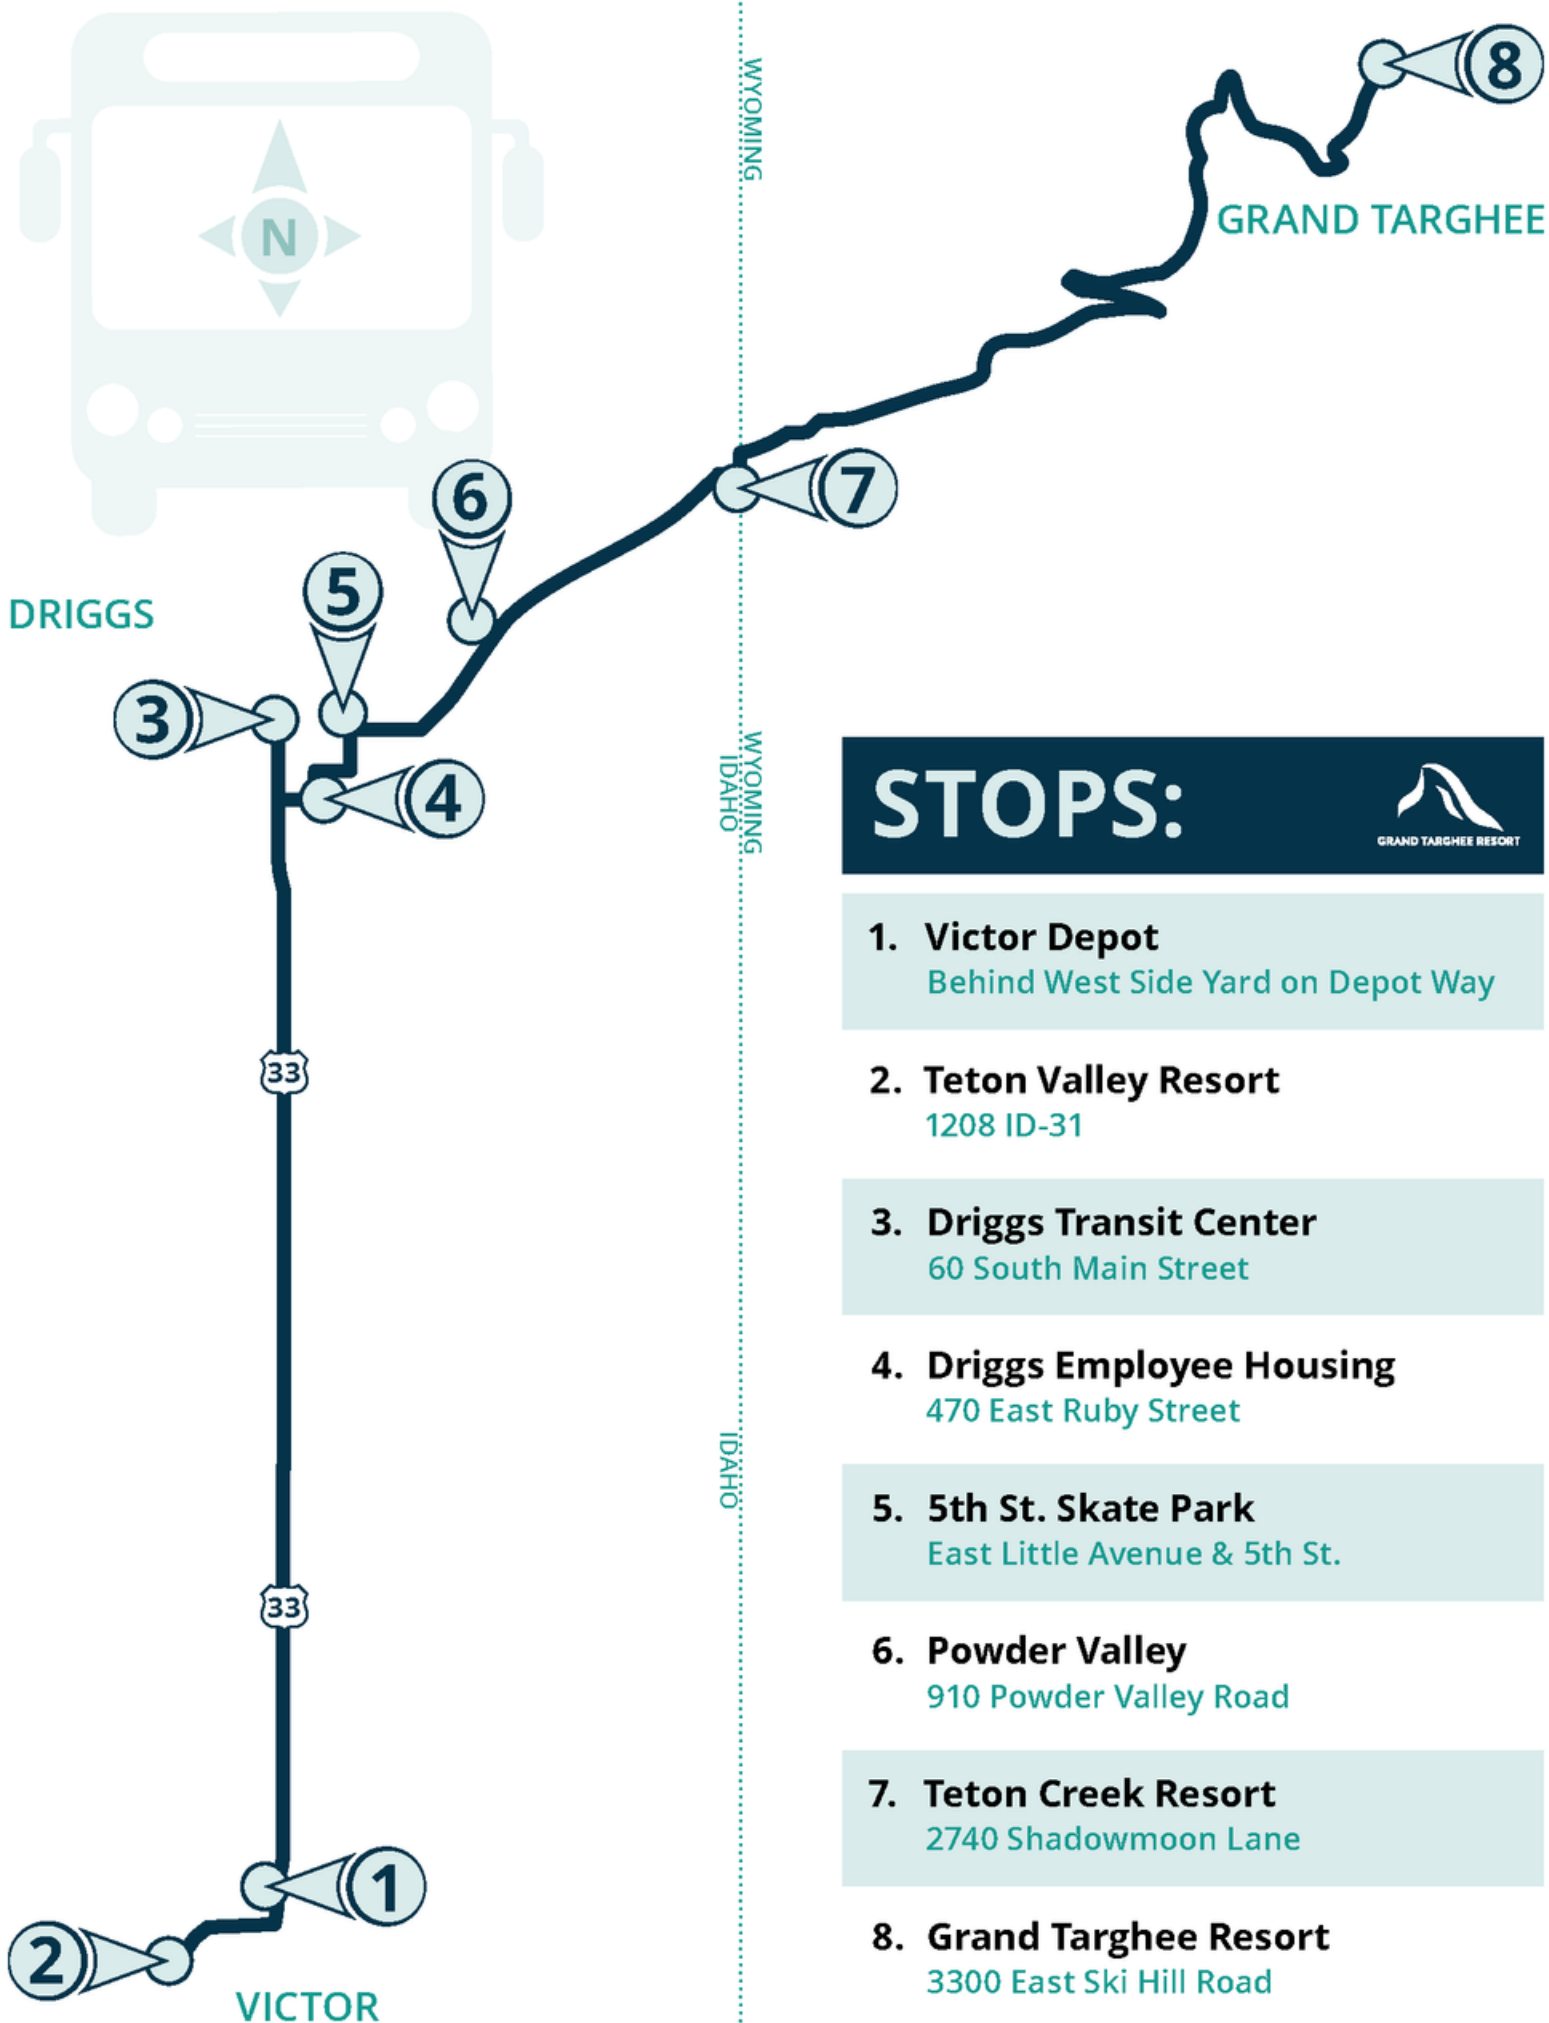 WYOMING
8
N
GRAND TARGHEE
6
7
5
DRIGGS
3
4
WYOMING
IDAHO
STOPS:
GRAND TARGHEE RESORT
1. Victor Depot
Behind West Side Yard on Depot Way
33
2. Teton Valley Resort
1208 ID-31
3. Driggs Transit Center
60 South Main Street
4. Driggs Employee Housing
470 East Ruby Street
IDAHO
5. 5th St. Skate Park
East Little Avenue & 5th St.
33
6. Powder Valley
910 Powder Valley Road
7. Teton Creek Resort
2740 Shadowmoon Lane
1
8. Grand Targhee Resort
3300 East Ski Hill Road
2
VICTOR